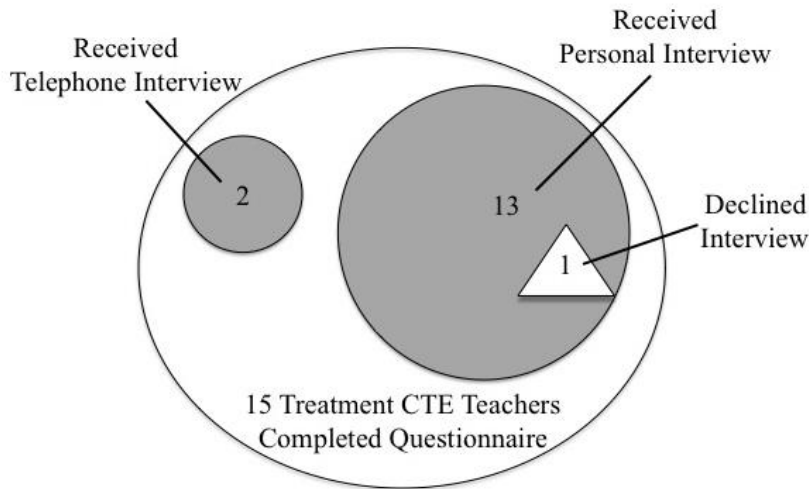 Received
Telephone Interview
Received
Personal Interview
2
13
Declined
Interview
1
15 Treatment CTE Teachers
Completed Questionnaire